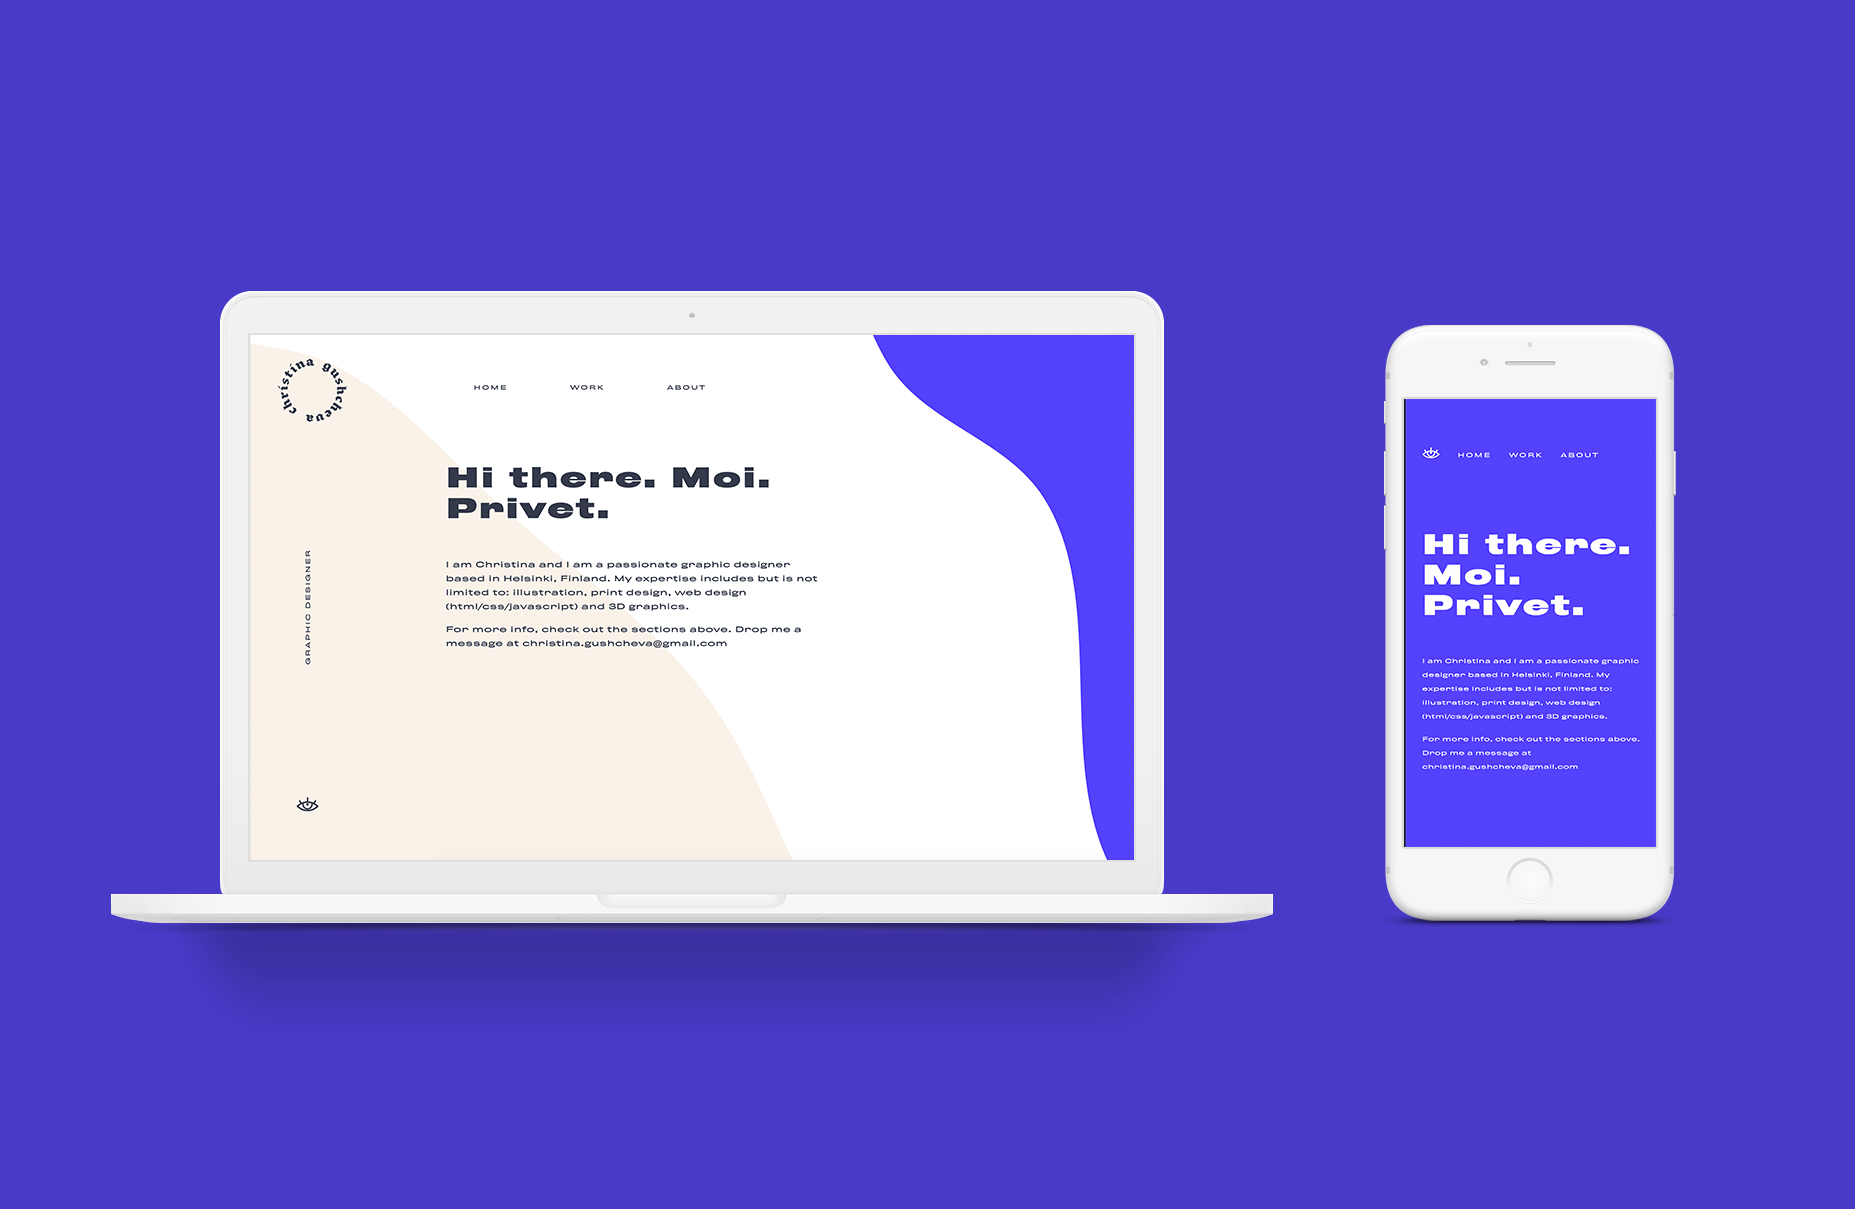 christina gushcheva
HOME WORK ABOUT
Hi there. Moi.
Privet.
I am Christina and I am a passionate graphic designer
based in Helsinki, Finland. My expertise includes but is not
limited to: illustration, print design, web design
(html/css/javascript) and 3D graphics.
For more info, check out the sections above. Drop me a
message at christina.gushcheva@gmail.com
GRAPHIC DESIGNER
HOME WORK ABOUT
Hi there.
Moi.
Privet.
I am Christina and I am a passionate graphic
designer based in Helsinki, Finland. My
expertise includes but is not limited to:
illustration, print design, web design
(html/css/javascript) and 3D graphics.
For more info, check out the sections above.
Drop me a message at
christina.gushcheva@gmail.com